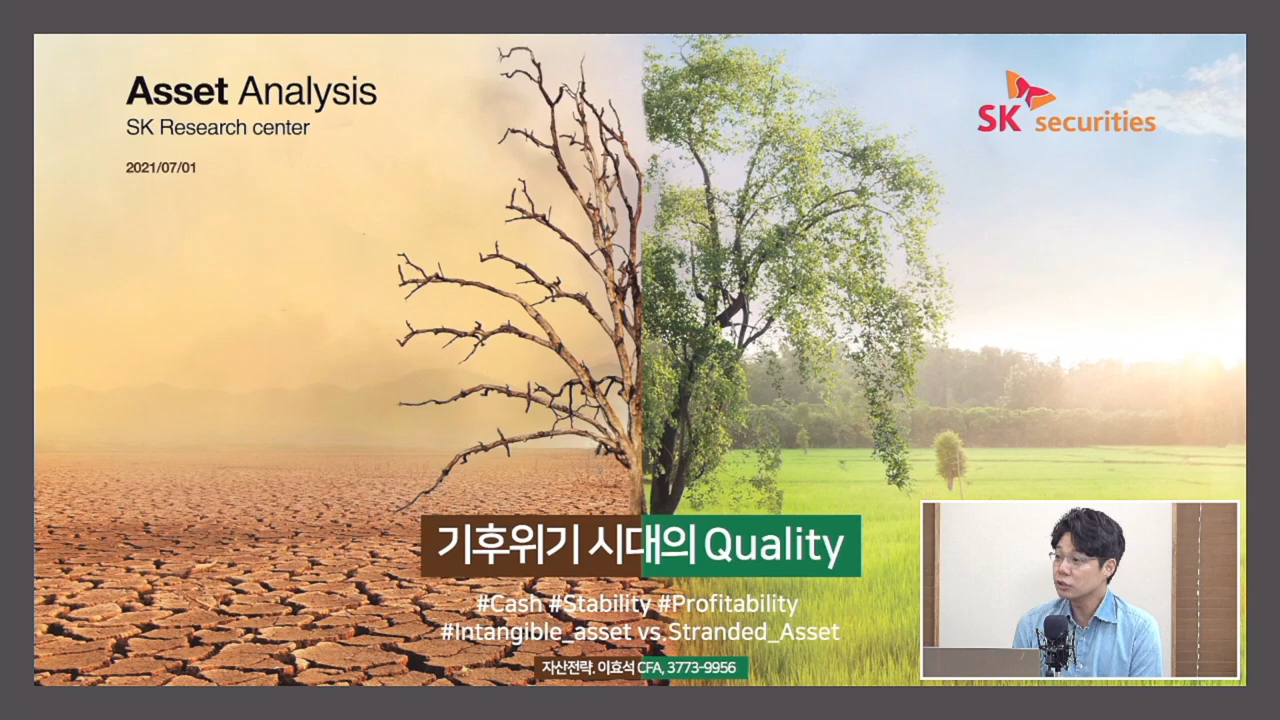 Asset Analysis
SK Research center
2021/07/01
SK securities
기후위기 시대의 Quality
#Cash #Stability #Profitability
#Intangible_asset vs.Stranded_Asset
자산전략. 이효석 CFA, 3773-9956